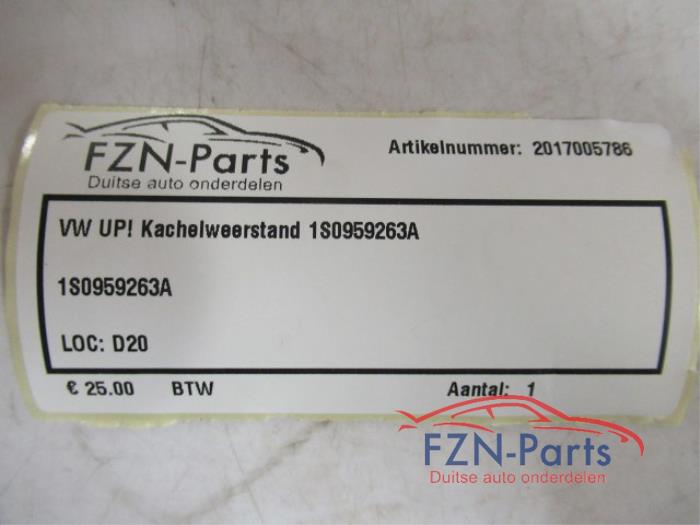 FZN-Parts
Duitse auto onderdelen
Artikelnummer: 2017005786
VW UP! Kachelweerstand 1S0959263A
1S0959263A
LOC: D20
€ 25.00 BTW Aantal: 1
FZN-Parts
Duitse auto onderdelen